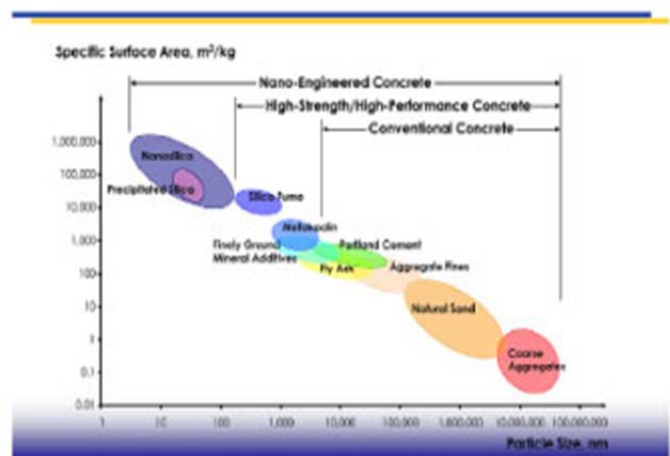 Specific Surface Area, m²/kg
Nano-Engineered Concrete
High-Strength/High-Performance Concrete
Conventional Concrete
1,000,000
Nanosilica
100,000
Precipitated Silica
Silica Fume
10,000
Metakaolin
1,000
Finely Ground
Mineral Additives
Portland Cement
100
Fly Ash
Aggregate Fines
10
Natural Sand
1
Coarse
Aggregates
0.1
0.01
1 10 100 1,000 10,000 100,000 1,000,000 10,000,000 100,000,000
Particle Size, nm